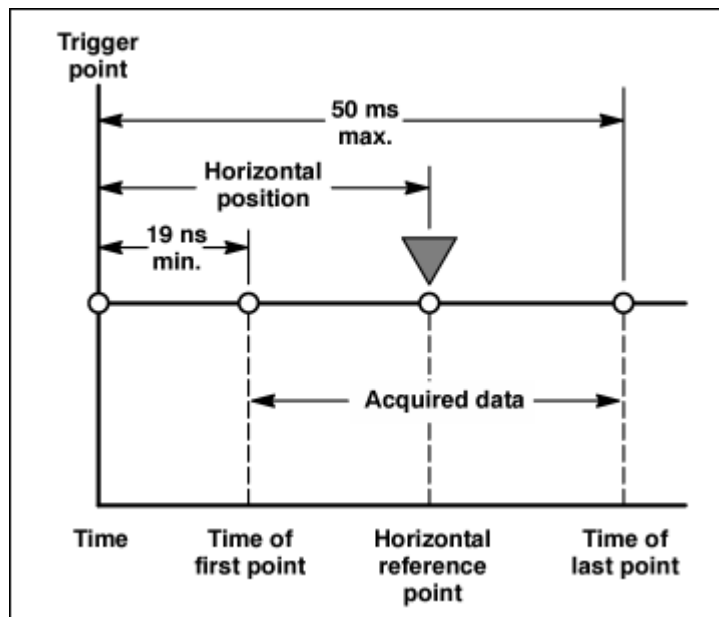 Trigger
point
50 ms
max.
Horizontal
position
19 ns
min.
Acquired data
Time
Time of
first point
Horizontal
reference
point
Time of
last point